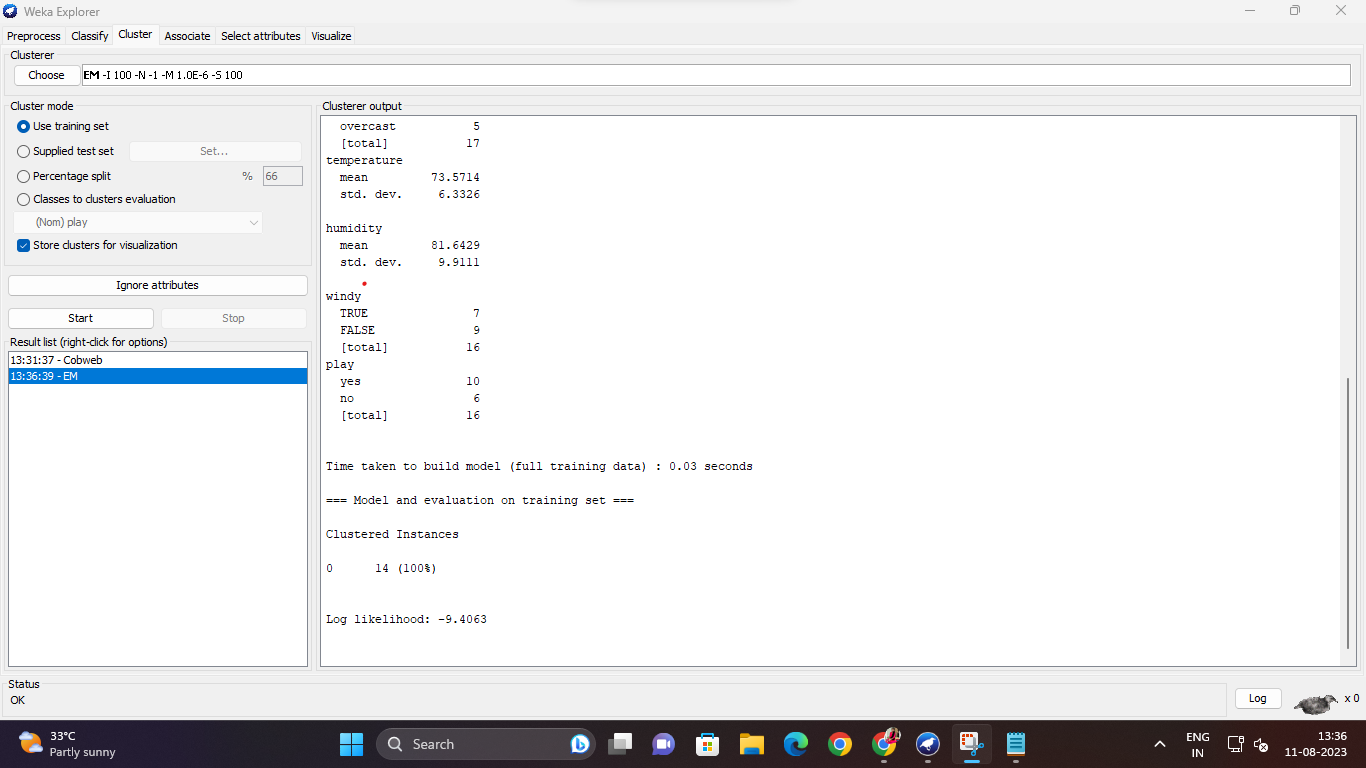 Weka Explorer
Preprocess Classify Cluster Associate Select attributes Visualize
Clusterer
Choose EM -I 100 -N -1 -M 1.0E-6 -S 100
Cluster mode
Use training set
Supplied test set Set...
Percentage split % 66
Classes to clusters evaluation
(Nom) play
Store clusters for visualization
Ignore attributes
Start Stop
Result list (right-click for options)
13:31:37 - Cobweb
13:36:39 - EM
Clusterer output
overcast 5
[total] 17
temperature
mean 73.5714
std. dev. 6.3326
humidity
mean 81.6429
std. dev. 9.9111
windy
TRUE 7
FALSE 9
[total] 16
play
yes 10
no 6
[total] 16
Time taken to build model (full training data) : 0.03 seconds
=== Model and evaluation on training set ===
Clustered Instances
0 14 (100%)
Log likelihood: -9.4063
Status
OK
Log x 0
33°C
Partly sunny
Search
ENG
IN
13:36
11-08-2023